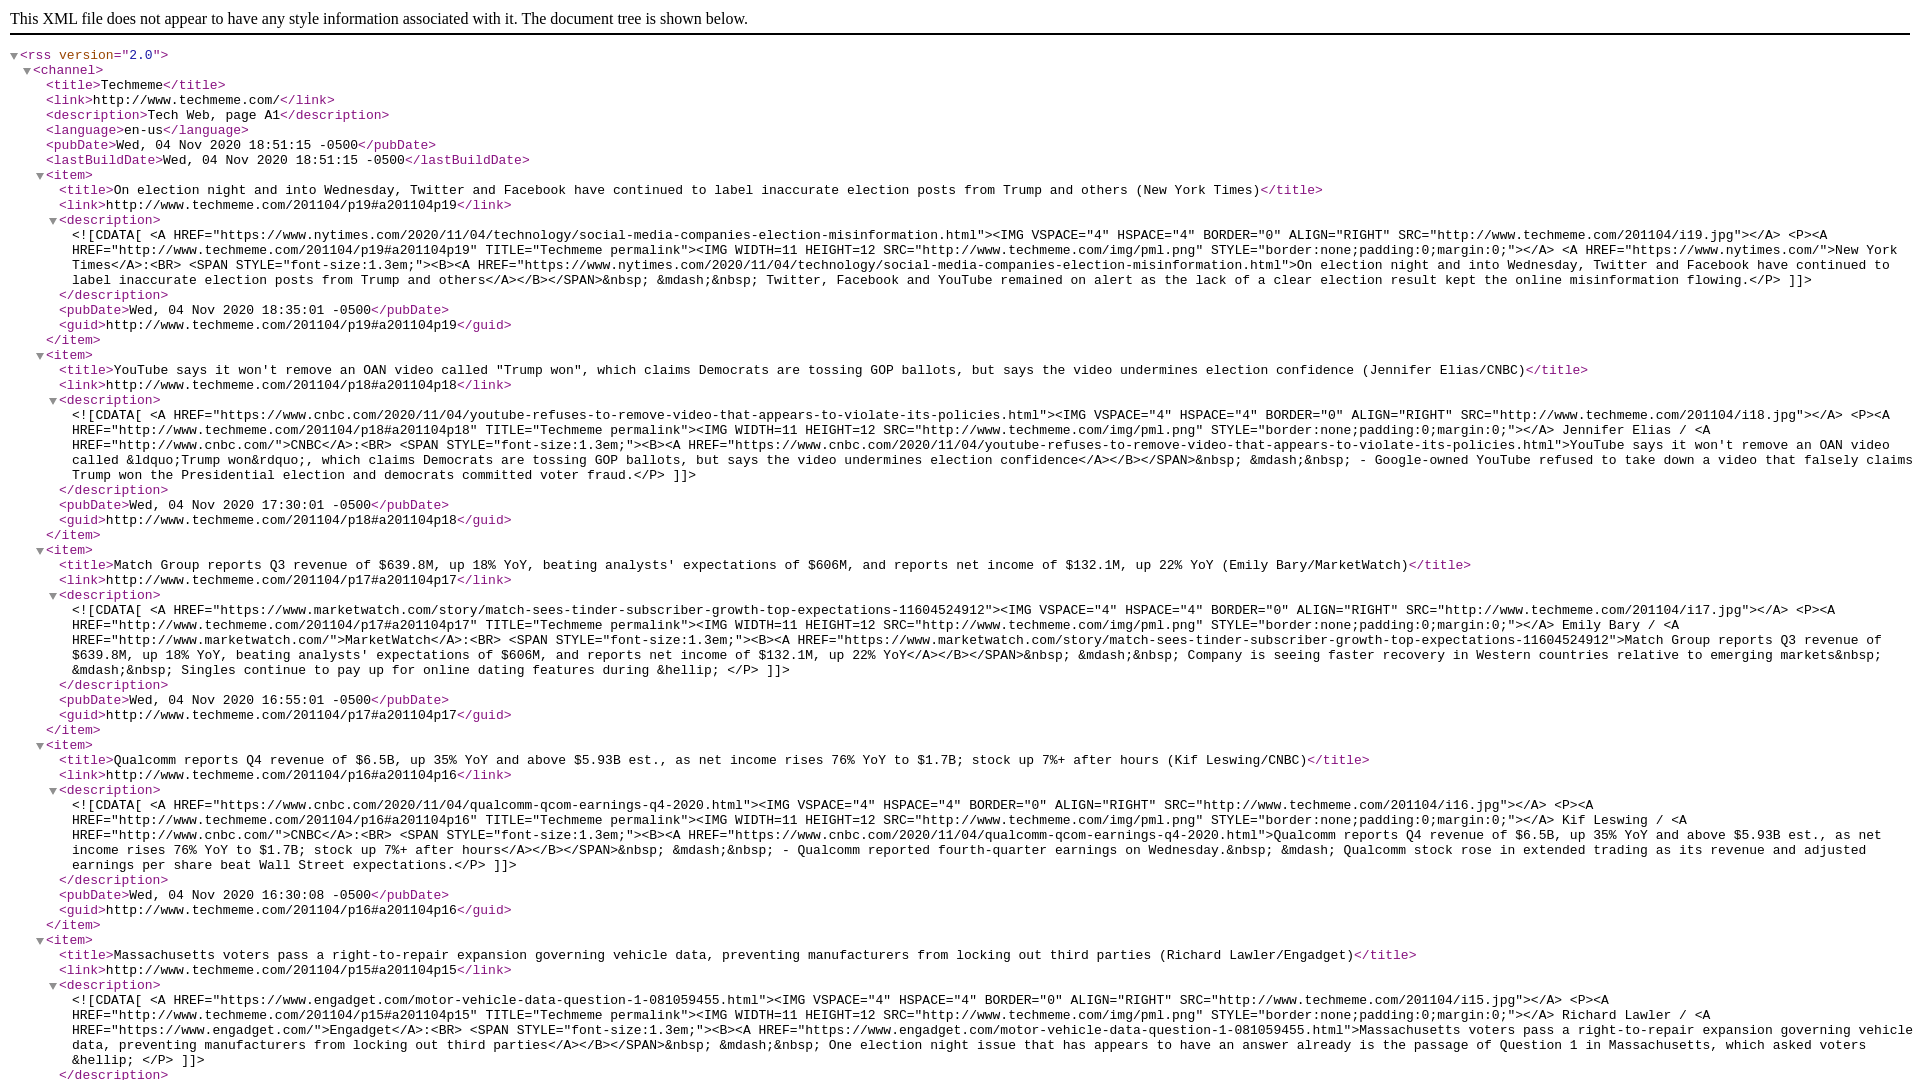 This XML file does not appear to have any style information associated with it. The document tree is shown below.
<rss version="2.0">
<channel>
<title>Techmeme</title>
<link>http://www.techmeme.com/</link>
<description>Tech Web, page A1</description>
<language>en-us</language>
<pubDate>Wed, 04 Nov 2020 18:51:15 -0500</pubDate>
<lastBuildDate>Wed, 04 Nov 2020 18:51:15 -0500</lastBuildDate>
<item>
<title>On election night and into Wednesday, Twitter and Facebook have continued to label inaccurate election posts from Trump and others (New York Times)</title>
<link>http://www.techmeme.com/201104/p19#a201104p19</link>
<description>
<![CDATA[ <A HREF="https://www.nytimes.com/2020/11/04/technology/social-media-companies-election-misinformation.html"><IMG VSPACE="4" HSPACE="4" BORDER="0" ALIGN="RIGHT" SRC="http://www.techmeme.com/201104/i19.jpg"></A> <P><A
HREF="http://www.techmeme.com/201104/p19#a201104p19" TITLE="Techmeme permalink"><IMG WIDTH=11 HEIGHT=12 SRC="http://www.techmeme.com/img/pml.png" STYLE="border:none;padding:0;margin:0;"></A> <A HREF="https://www.nytimes.com/">New York
Times</A>:<BR> <SPAN STYLE="font-size:1.3em;"><B><A HREF="https://www.nytimes.com/2020/11/04/technology/social-media-companies-election-misinformation.html">On election night and into Wednesday, Twitter and Facebook have continued to
label inaccurate election posts from Trump and others</A></B></SPAN>&nbsp; &mdash;&nbsp; Twitter, Facebook and YouTube remained on alert as the lack of a clear election result kept the online misinformation flowing.</P> ]]>
</description>
<pubDate>Wed, 04 Nov 2020 18:35:01 -0500</pubDate>
<guid>http://www.techmeme.com/201104/p19#a201104p19</guid>
</item>
<item>
<title>YouTube says it won't remove an OAN video called "Trump won", which claims Democrats are tossing GOP ballots, but says the video undermines election confidence (Jennifer Elias/CNBC)</title>
<link>http://www.techmeme.com/201104/p18#a201104p18</link>
<description>
<![CDATA[ <A HREF="https://www.cnbc.com/2020/11/04/youtube-refuses-to-remove-video-that-appears-to-violate-its-policies.html"><IMG VSPACE="4" HSPACE="4" BORDER="0" ALIGN="RIGHT" SRC="http://www.techmeme.com/201104/i18.jpg"></A> <P><A
HREF="http://www.techmeme.com/201104/p18#a201104p18" TITLE="Techmeme permalink"><IMG WIDTH=11 HEIGHT=12 SRC="http://www.techmeme.com/img/pml.png" STYLE="border:none;padding:0;margin:0;"></A> Jennifer Elias / <A
HREF="http://www.cnbc.com/">CNBC</A>:<BR> <SPAN STYLE="font-size:1.3em;"><B><A HREF="https://www.cnbc.com/2020/11/04/youtube-refuses-to-remove-video-that-appears-to-violate-its-policies.html">YouTube says it won't remove an OAN video
called &ldquo;Trump won&rdquo;, which claims Democrats are tossing GOP ballots, but says the video undermines election confidence</A></B></SPAN>&nbsp; &mdash;&nbsp; - Google-owned YouTube refused to take down a video that falsely claims
Trump won the Presidential election and democrats committed voter fraud.</P> ]]>
</description>
<pubDate>Wed, 04 Nov 2020 17:30:01 -0500</pubDate>
<guid>http://www.techmeme.com/201104/p18#a201104p18</guid>
</item>
<item>
<title>Match Group reports Q3 revenue of $639.8M, up 18% YoY, beating analysts' expectations of $606M, and reports net income of $132.1M, up 22% YoY (Emily Bary/MarketWatch)</title>
<link>http://www.techmeme.com/201104/p17#a201104p17</link>
<description>
<![CDATA[ <A HREF="https://www.marketwatch.com/story/match-sees-tinder-subscriber-growth-top-expectations-11604524912"><IMG VSPACE="4" HSPACE="4" BORDER="0" ALIGN="RIGHT" SRC="http://www.techmeme.com/201104/i17.jpg"></A> <P><A
HREF="http://www.techmeme.com/201104/p17#a201104p17" TITLE="Techmeme permalink"><IMG WIDTH=11 HEIGHT=12 SRC="http://www.techmeme.com/img/pml.png" STYLE="border:none;padding:0;margin:0;"></A> Emily Bary / <A
HREF="http://www.marketwatch.com/">MarketWatch</A>:<BR> <SPAN STYLE="font-size:1.3em;"><B><A HREF="https://www.marketwatch.com/story/match-sees-tinder-subscriber-growth-top-expectations-11604524912">Match Group reports Q3 revenue of
$639.8M, up 18% YoY, beating analysts' expectations of $606M, and reports net income of $132.1M, up 22% YoY</A></B></SPAN>&nbsp; &mdash;&nbsp; Company is seeing faster recovery in Western countries relative to emerging markets&nbsp;
&mdash;&nbsp; Singles continue to pay up for online dating features during &hellip; </P> ]]>
</description>
<pubDate>Wed, 04 Nov 2020 16:55:01 -0500</pubDate>
<guid>http://www.techmeme.com/201104/p17#a201104p17</guid>
</item>
<item>
<title>Qualcomm reports Q4 revenue of $6.5B, up 35% YoY and above $5.93B est., as net income rises 76% YoY to $1.7B; stock up 7%+ after hours (Kif Leswing/CNBC)</title>
<link>http://www.techmeme.com/201104/p16#a201104p16</link>
<description>
<![CDATA[ <A HREF="https://www.cnbc.com/2020/11/04/qualcomm-qcom-earnings-q4-2020.html"><IMG VSPACE="4" HSPACE="4" BORDER="0" ALIGN="RIGHT" SRC="http://www.techmeme.com/201104/i16.jpg"></A> <P><A
HREF="http://www.techmeme.com/201104/p16#a201104p16" TITLE="Techmeme permalink"><IMG WIDTH=11 HEIGHT=12 SRC="http://www.techmeme.com/img/pml.png" STYLE="border:none;padding:0;margin:0;"></A> Kif Leswing / <A
HREF="http://www.cnbc.com/">CNBC</A>:<BR> <SPAN STYLE="font-size:1.3em;"><B><A HREF="https://www.cnbc.com/2020/11/04/qualcomm-qcom-earnings-q4-2020.html">Qualcomm reports Q4 revenue of $6.5B, up 35% YoY and above $5.93B est., as net
income rises 76% YoY to $1.7B; stock up 7%+ after hours</A></B></SPAN>&nbsp; &mdash;&nbsp; - Qualcomm reported fourth-quarter earnings on Wednesday.&nbsp; &mdash; Qualcomm stock rose in extended trading as its revenue and adjusted
earnings per share beat Wall Street expectations.</P> ]]>
</description>
<pubDate>Wed, 04 Nov 2020 16:30:08 -0500</pubDate>
<guid>http://www.techmeme.com/201104/p16#a201104p16</guid>
</item>
<item>
<title>Massachusetts voters pass a right-to-repair expansion governing vehicle data, preventing manufacturers from locking out third parties (Richard Lawler/Engadget)</title>
<link>http://www.techmeme.com/201104/p15#a201104p15</link>
<description>
<![CDATA[ <A HREF="https://www.engadget.com/motor-vehicle-data-question-1-081059455.html"><IMG VSPACE="4" HSPACE="4" BORDER="0" ALIGN="RIGHT" SRC="http://www.techmeme.com/201104/i15.jpg"></A> <P><A
HREF="http://www.techmeme.com/201104/p15#a201104p15" TITLE="Techmeme permalink"><IMG WIDTH=11 HEIGHT=12 SRC="http://www.techmeme.com/img/pml.png" STYLE="border:none;padding:0;margin:0;"></A> Richard Lawler / <A
HREF="https://www.engadget.com/">Engadget</A>:<BR> <SPAN STYLE="font-size:1.3em;"><B><A HREF="https://www.engadget.com/motor-vehicle-data-question-1-081059455.html">Massachusetts voters pass a right-to-repair expansion governing vehicle
data, preventing manufacturers from locking out third parties</A></B></SPAN>&nbsp; &mdash;&nbsp; One election night issue that has appears to have an answer already is the passage of Question 1 in Massachusetts, which asked voters
&hellip; </P> ]]>
</description>